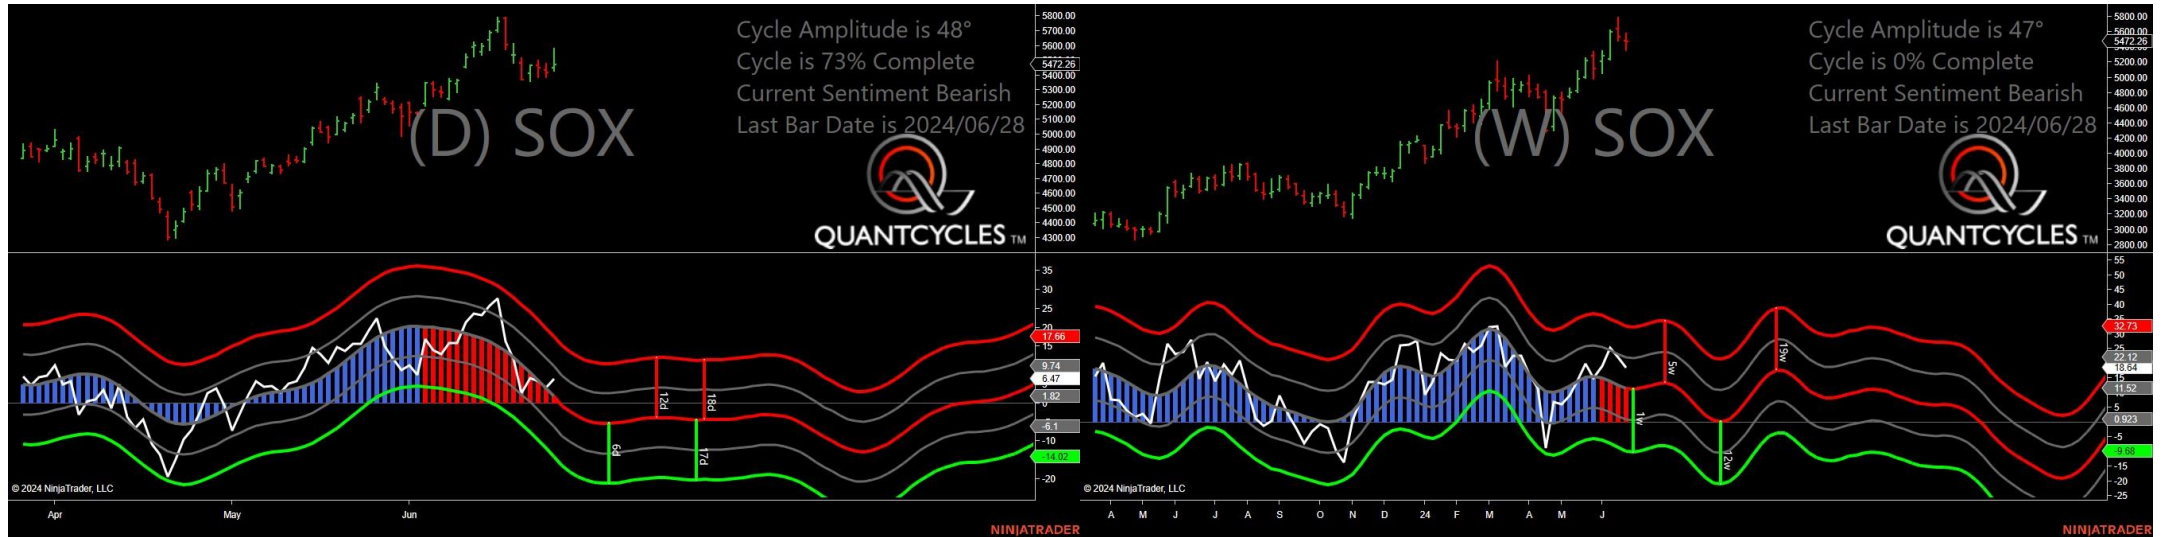 Cycle Amplitude is 48°
Cycle is 73% Complete
Current Sentiment Bearish
Last Bar Date is 2024/06/28
(D) SOX
QUANTCYCLES TM
5800.00
5700.00
5600.00
5472.26
5400.00
5300.00
5200.00
5100.00
5000.00
4900.00
4800.00
4700.00
4600.00
4500.00
4400.00
4300.00
35
30
25
20
17.66
15
9.74
6.47
1.82
0
-6.1
-10
-14.02
-20
6d
12d
17d
18d
© 2024 NinjaTrader, LLC
Apr
May
Jun
NINJATRADER
Cycle Amplitude is 47°
Cycle is 0% Complete
Current Sentiment Bearish
Last Bar Date is 2024/06/28
(W) SOX
QUANTCYCLES TM
5800.00
5600.00
5472.26
5200.00
5000.00
4800.00
4600.00
4400.00
4200.00
4000.00
3800.00
3600.00
3400.00
3200.00
3000.00
2800.00
55
50
45
40
35
32.73
25
22.12
18.64
15
11.52
5
0.923
-5
-9.68
-15
-20
-25
1w
5w
12w
19w
© 2024 NinjaTrader, LLC
A M J J A S O N D 24 F M A M J
NINJATRADER